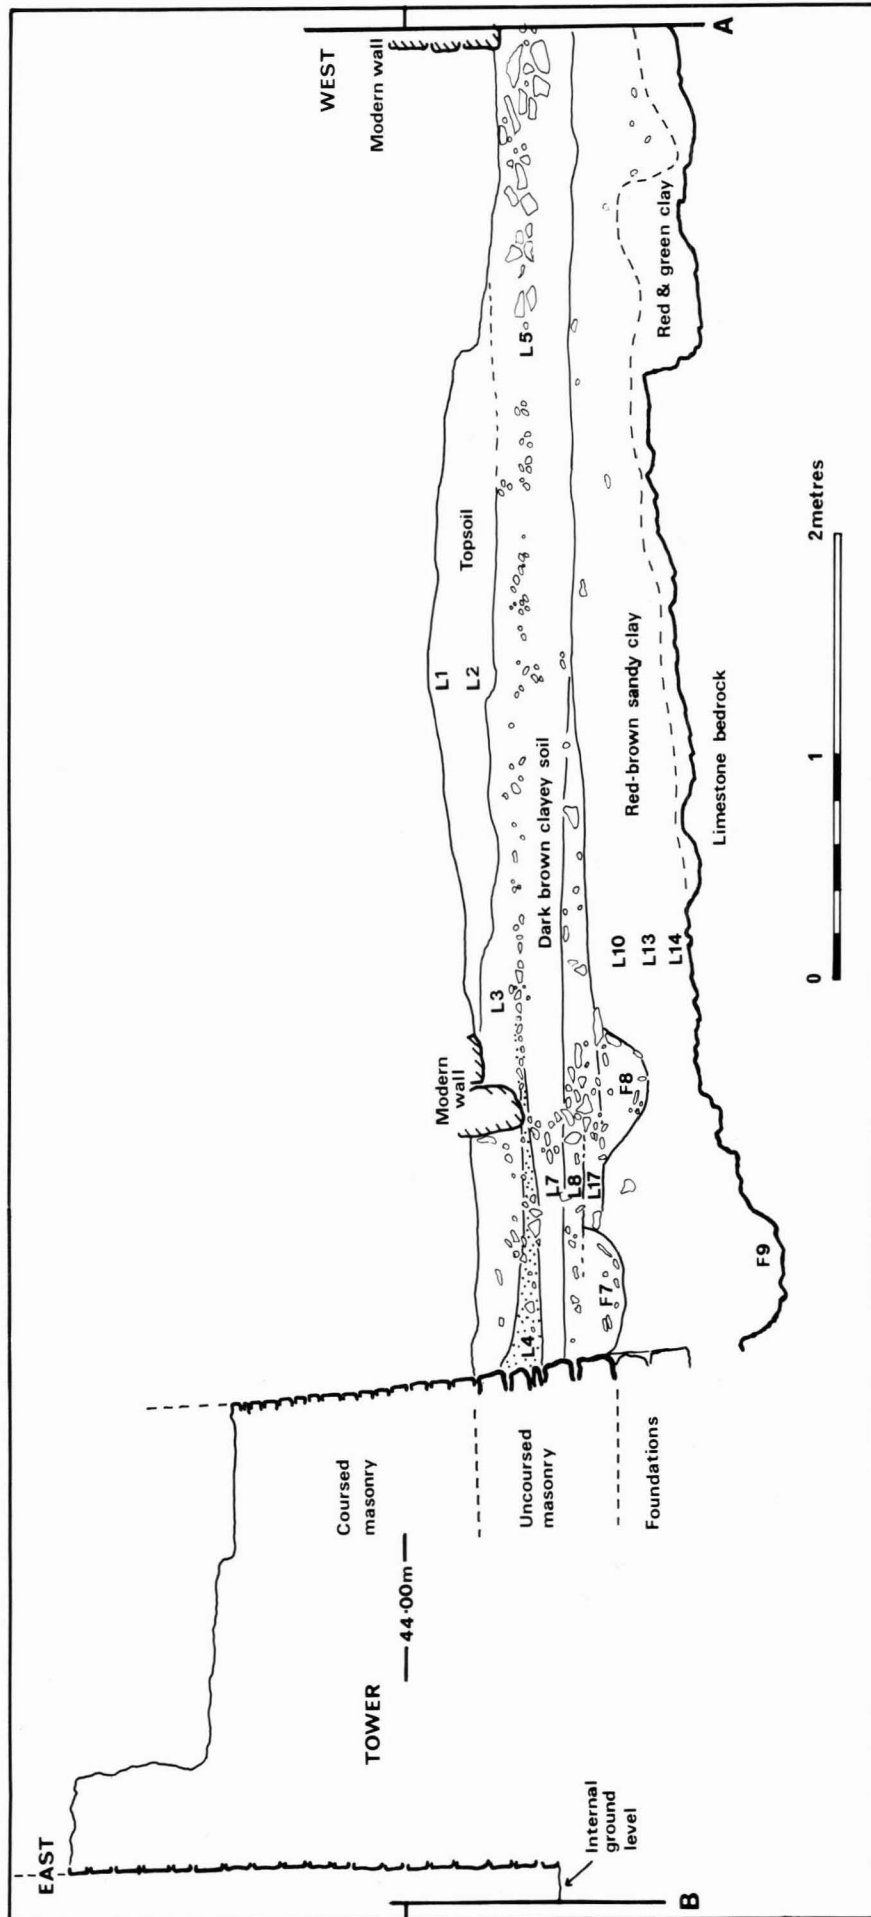 EAST
WEST
Modern wall
TOWER
44·00m
Coursed
masonry
Uncoursed
masonry
Foundations
Internal
ground
level
B
A
Modern
wall
L1
L2
Topsoil
L3
L4
L5
Dark brown clayey soil
L7
L8
L17
F7
F8
F9
L10
L13
L14
Red-brown sandy clay
Red & green clay
Limestone bedrock
0
1
2metres